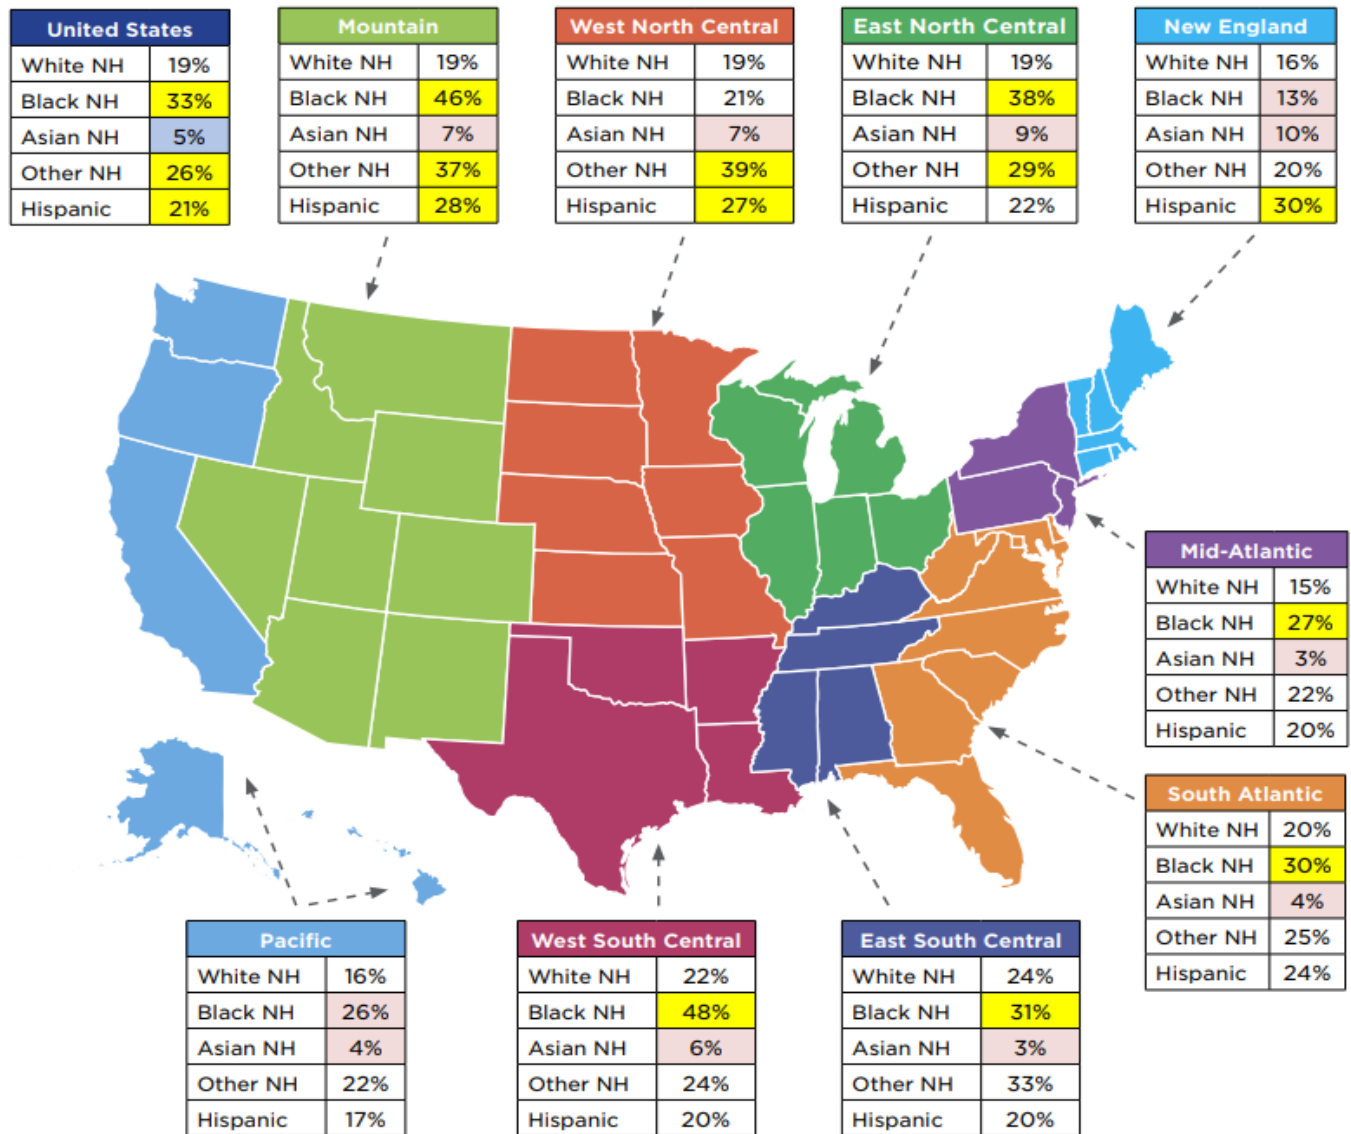 United States
White NH 19%
Black NH 33%
Asian NH 5%
Other NH 26%
Hispanic 21%
Mountain
White NH 19%
Black NH 46%
Asian NH 7%
Other NH 37%
Hispanic 28%
West North Central
White NH 19%
Black NH 21%
Asian NH 7%
Other NH 39%
Hispanic 27%
East North Central
White NH 19%
Black NH 38%
Asian NH 9%
Other NH 29%
Hispanic 22%
New England
White NH 16%
Black NH 13%
Asian NH 10%
Other NH 20%
Hispanic 30%
Mid-Atlantic
White NH 15%
Black NH 27%
Asian NH 3%
Other NH 22%
Hispanic 20%
South Atlantic
White NH 20%
Black NH 30%
Asian NH 4%
Other NH 25%
Hispanic 24%
Pacific
White NH 16%
Black NH 26%
Asian NH 4%
Other NH 22%
Hispanic 17%
West South Central
White NH 22%
Black NH 48%
Asian NH 6%
Other NH 24%
Hispanic 20%
East South Central
White NH 24%
Black NH 31%
Asian NH 3%
Other NH 33%
Hispanic 20%